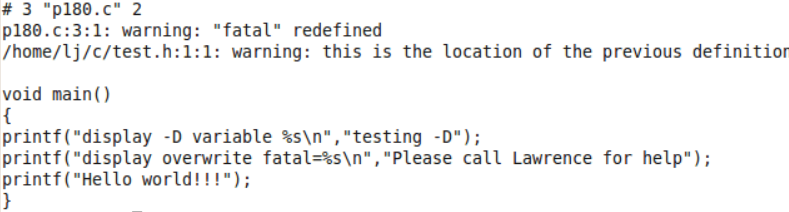 # 3 "p180.c" 2
p180.c:3:1: warning: "fatal" redefined
/home/lj/c/test.h:1:1: warning: this is the location of the previous definition
void main()
{
printf("display -D variable %s\n","testing -D");
printf("display overwrite fatal=%s\n","Please call Lawrence for help");
printf("Hello world!!!");
}